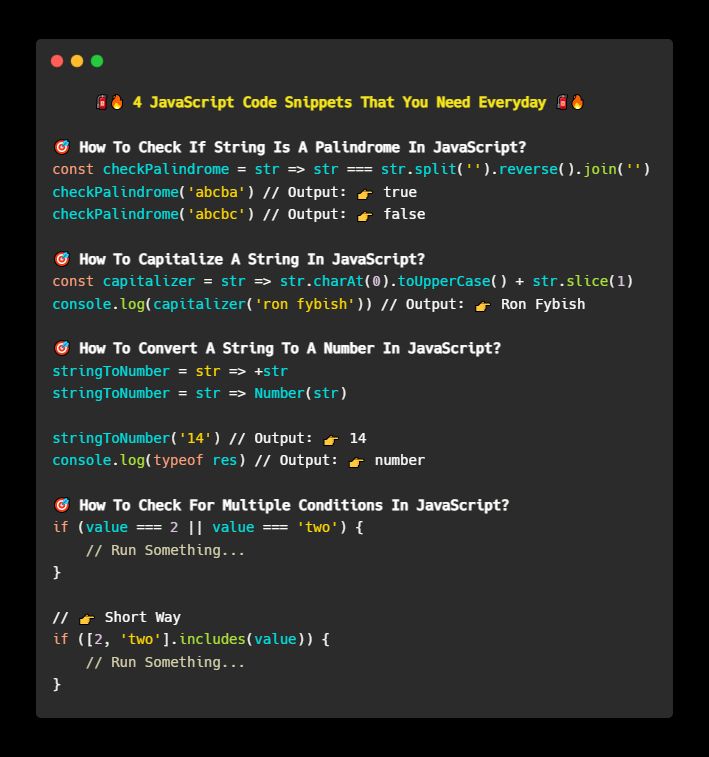 🧯🔥 4 JavaScript Code Snippets That You Need Everyday 🧯🔥
🎯 How To Check If String Is A Palindrome In JavaScript?
const checkPalindrome = str => str === str.split('').reverse().join('')
checkPalindrome('abcba') // Output: 👉 true
checkPalindrome('abcbc') // Output: 👉 false
🎯 How To Capitalize A String In JavaScript?
const capitalizer = str => str.charAt(0).toUpperCase() + str.slice(1)
console.log(capitalizer('ron fybish')) // Output: 👉 Ron Fybish
🎯 How To Convert A String To A Number In JavaScript?
stringToNumber = str => +str
stringToNumber = str => Number(str)
stringToNumber('14') // Output: 👉 14
console.log(typeof res) // Output: 👉 number
🎯 How To Check For Multiple Conditions In JavaScript?
if (value === 2 || value === 'two') {
    // Run Something...
}
// 👉 Short Way
if ([2, 'two'].includes(value)) {
    // Run Something...
}